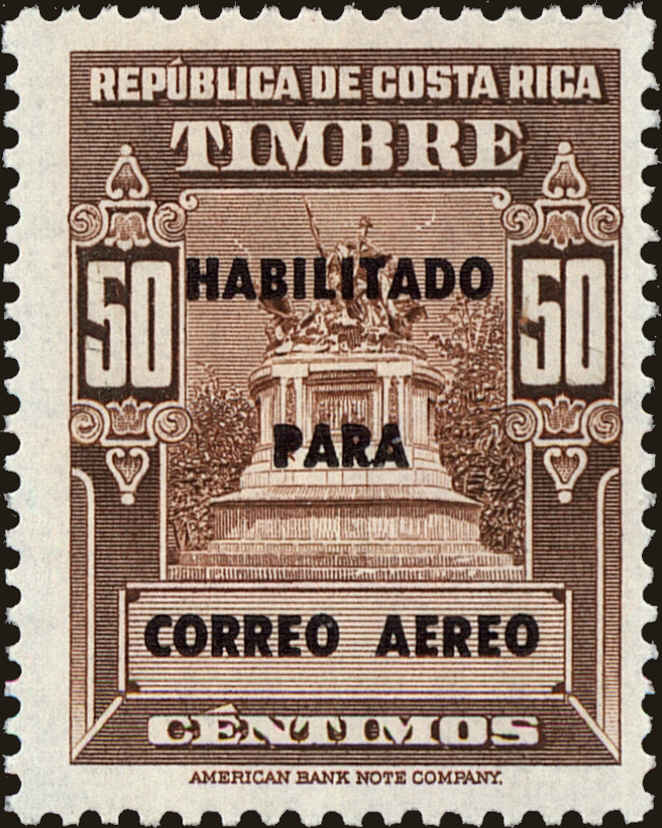 REPÚBLICA DE COSTA RICA
TIMBRE
50 50
HABILITADO
PARA
CORREO AEREO
CÉNTIMOS
AMERICAN BANK NOTE COMPANY.